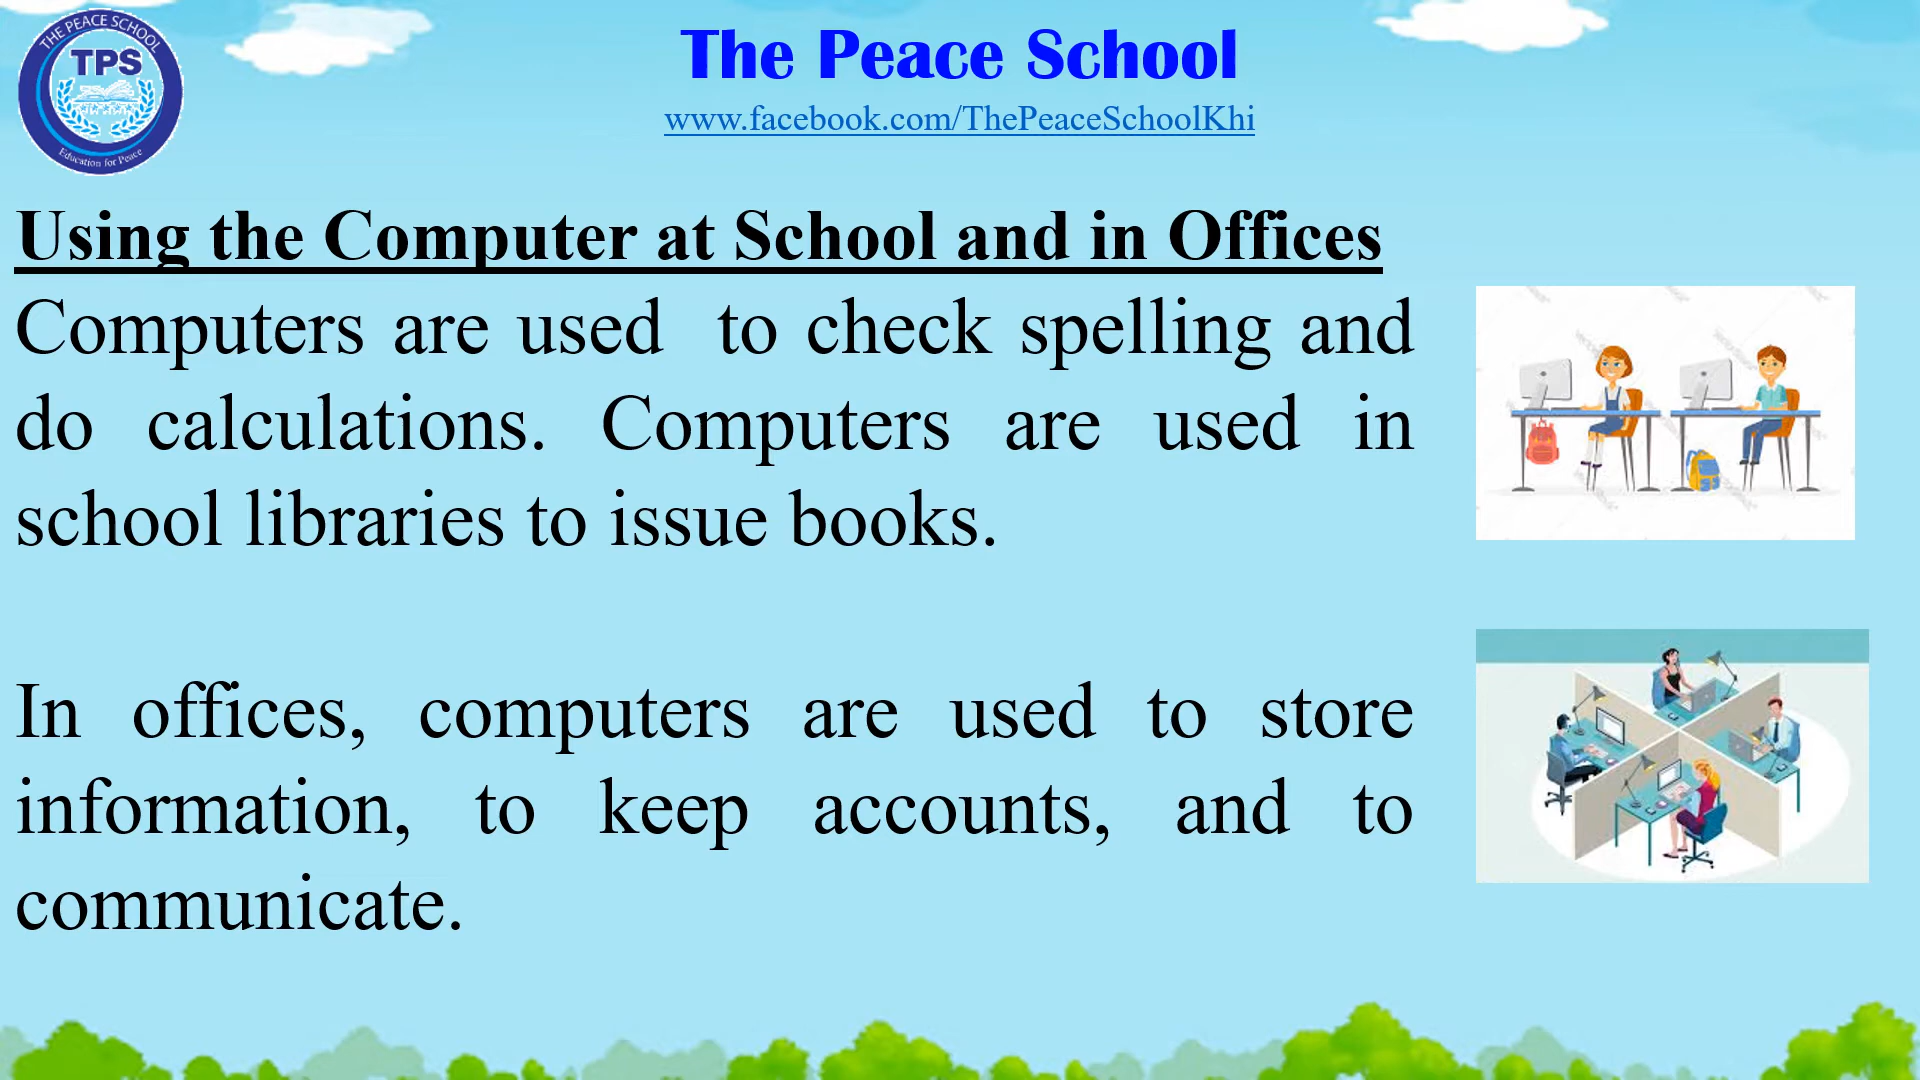 THE PEACE SCHOOL
TPS
Education for Peace
The Peace School
www.facebook.com/ThePeaceSchoolKhi
Using the Computer at School and in Offices
Computers are used  to check spelling and
do calculations. Computers are used in
school libraries to issue books.
In offices, computers are used to store
information, to keep accounts, and to
communicate.